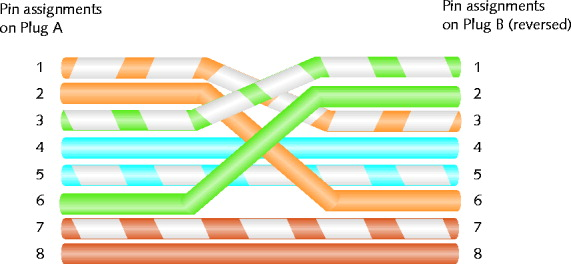 Pin assignments
on Plug A
Pin assignments
on Plug B (reversed)
1 1
2 2
3 3
4 4
5 5
6 6
7 7
8 8